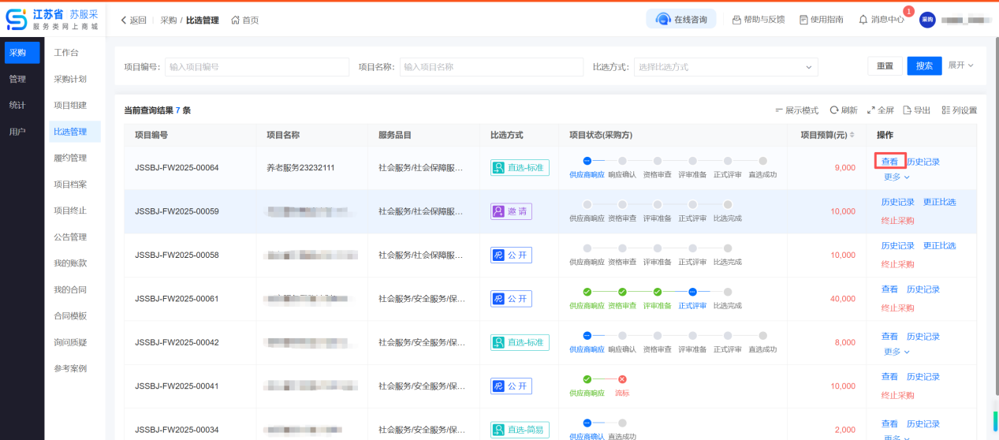 江苏省 苏服采
服务类网上商城
返回 采购 / 比选管理 首页
在线咨询 帮助与反馈 使用指南 消息中心 1 采购
采购
管理
统计
用户
工作台
采购计划
项目组建
比选管理
履约管理
项目档案
项目终止
公告管理
我的账款
我的合同
合同模板
询问质疑
参考案例
项目编号: 输入项目编号 项目名称: 输入项目名称 比选方式: 选择比选方式 重置 搜索 展开
当前查询结果 7 条 展示模式 刷新 全屏 导出 列设置
项目编号 项目名称 服务品目 比选方式 项目状态(采购方) 项目预算(元) 操作
JSSBJ-FW2025-00064 养老服务23232111 社会服务/社会保障服... 直选-标准 9,000 查看 历史记录
供应商响应 响应确认 资格审查 评审准备 正式评审 直选成功
更多
JSSBJ-FW2025-00059 社会服务/社会保障服... 邀 请 10,000 历史记录 更正比选
供应商响应 资格审查 评审准备 正式评审 比选完成
终止采购
JSSBJ-FW2025-00058 社会服务/社会保障服... 公 开 10,000 历史记录 更正比选
供应商响应 资格审查 评审准备 正式评审 比选完成
终止采购
JSSBJ-FW2025-00061 社会服务/安全服务/保... 公 开 40,000 查看 历史记录
供应商响应 资格审查 评审准备 正式评审 比选完成
终止采购
JSSBJ-FW2025-00042 社会服务/安全服务/保... 直选-标准 8,000 查看 历史记录
供应商响应 响应确认 资格审查 评审准备 正式评审 直选成功
更多
JSSBJ-FW2025-00041 社会服务/安全服务/保... 公 开 10,000 查看 历史记录
供应商响应 流标
终止采购
JSSBJ-FW2025-00034 社会服务/安全服务/保... 直选-简易 2,000 查看 历史记录
供应商确认 直选成功
更多